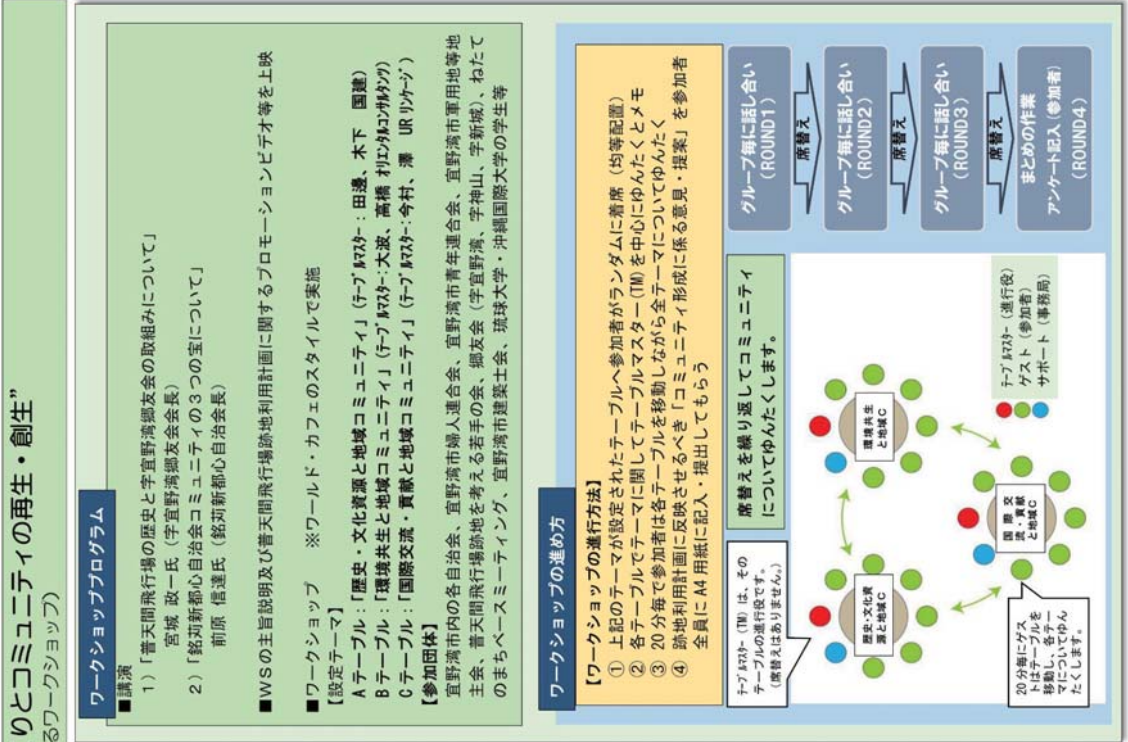 りとコミュニティの再生・創生”
るワークショップ）
ワークショッププログラム
■講演
1）「普天間飛行場の歴史と字宜野湾郷友会の取組みについて」
宮城 政一氏（字宜野湾郷友会会長）
2）「銘苅新都心自治会コミュニティの３つの宝について」
前原 信達氏（銘苅新都心自治会長）
■ＷＳの主旨説明及び普天間飛行場跡地利用計画に関するプロモーションビデオ等を上映
■ワークショップ ※ワールド・カフェのスタイルで実施
【設定テーマ】
Aテーブル：「歴史・文化資源と地域コミュニティ」（ﾃｰﾌﾞﾙﾏｽﾀｰ：田邊、木下 国建）
Bテーブル：「環境共生と地域コミュニティ」（ﾃｰﾌﾞﾙﾏｽﾀｰ：大波、高橋 ｵﾘｴﾝﾀﾙｺﾝｻﾙﾀﾝﾂ）
Cテーブル：「国際交流・貢献と地域コミュニティ」（ﾃｰﾌﾞﾙﾏｽﾀｰ：今村、澤 UR ﾘﾝｹｰｼﾞ）
【参加団体】
宜野湾市内の各自治会、宜野湾市婦人連合会、宜野湾市青年連合会、宜野湾市軍用地等地
主会、普天間飛行場跡地を考える若手の会、郷友会（字宜野湾、字神山、字新城）、ねたて
のまちベースミーティング、宜野湾市建築士会、琉球大学・沖縄国際大学の学生等
ワークショップの進め方
【ワークショップの進行方法】
① 上記のテーマが設定されたテーブルへ参加者がランダムに着席（均等配置）
② 各テーブルでテーマに関してテーブルマスター（TM）を中心にゆんたくとメモ
③ 20分毎で参加者は各テーブルを移動しながら全テーマについてゆんたく
④ 跡地利用計画に反映させるべき「コミュニティ形成に係る意見・提案」を参加者
全員にA4用紙に記入・提出してもらう
ﾃｰﾌﾞﾙﾏｽﾀｰ（TM）は、その
テーブルの進行役です。
（席替えはありません。）
席替えを繰り返してコミュニティ
についてゆんたくします。
歴史・文化資
源と地域C
環境共生
と地域C
国際交
流・貢献
と地域C
20分毎にゲス
トはテーブルを
移動し、各テー
マについてゆん
たくします。
ﾃｰﾌﾞﾙﾏｽﾀｰ（進行役）
ゲスト（参加者）
サポート（事務局）
グループ毎に話し合い
（ROUND1）
席替え
グループ毎に話し合い
（ROUND2）
席替え
グループ毎に話し合い
（ROUND3）
席替え
まとめの作業
アンケート記入（参加者）
（ROUND4）